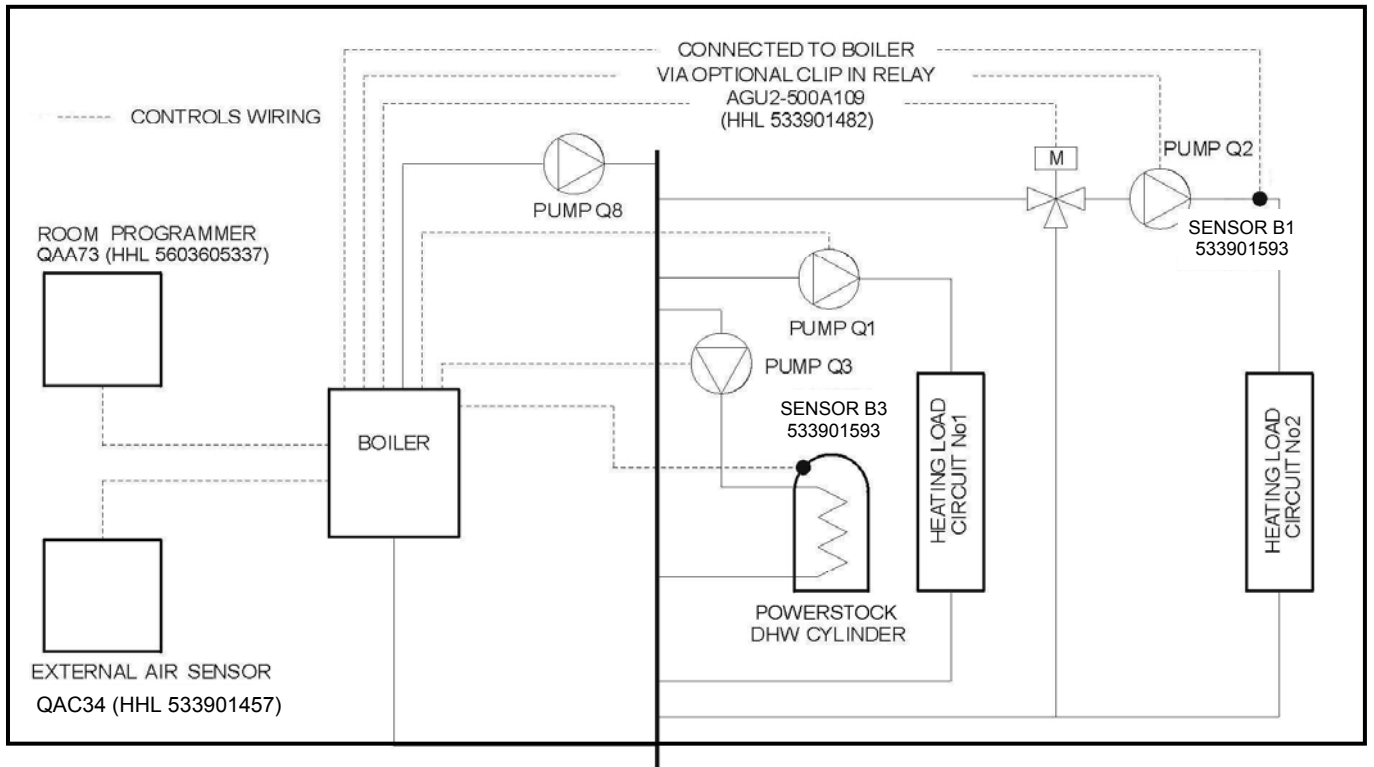 CONNECTED TO BOILER
VIA OPTIONAL CLIP IN RELAY
AGU2-500A109
(HHL 533901482)
CONTROLS WIRING
M
PUMP Q2
PUMP Q8
SENSOR B1
533901593
ROOM PROGRAMMER
QAA73 (HHL 5603605337)
PUMP Q1
PUMP Q3
SENSOR B3
533901593
BOILER
HEATING LOAD
CIRCUIT No1
HEATING LOAD
CIRCUIT No2
POWERSTOCK
DHW CYLINDER
EXTERNAL AIR SENSOR
QAC34 (HHL 533901457)